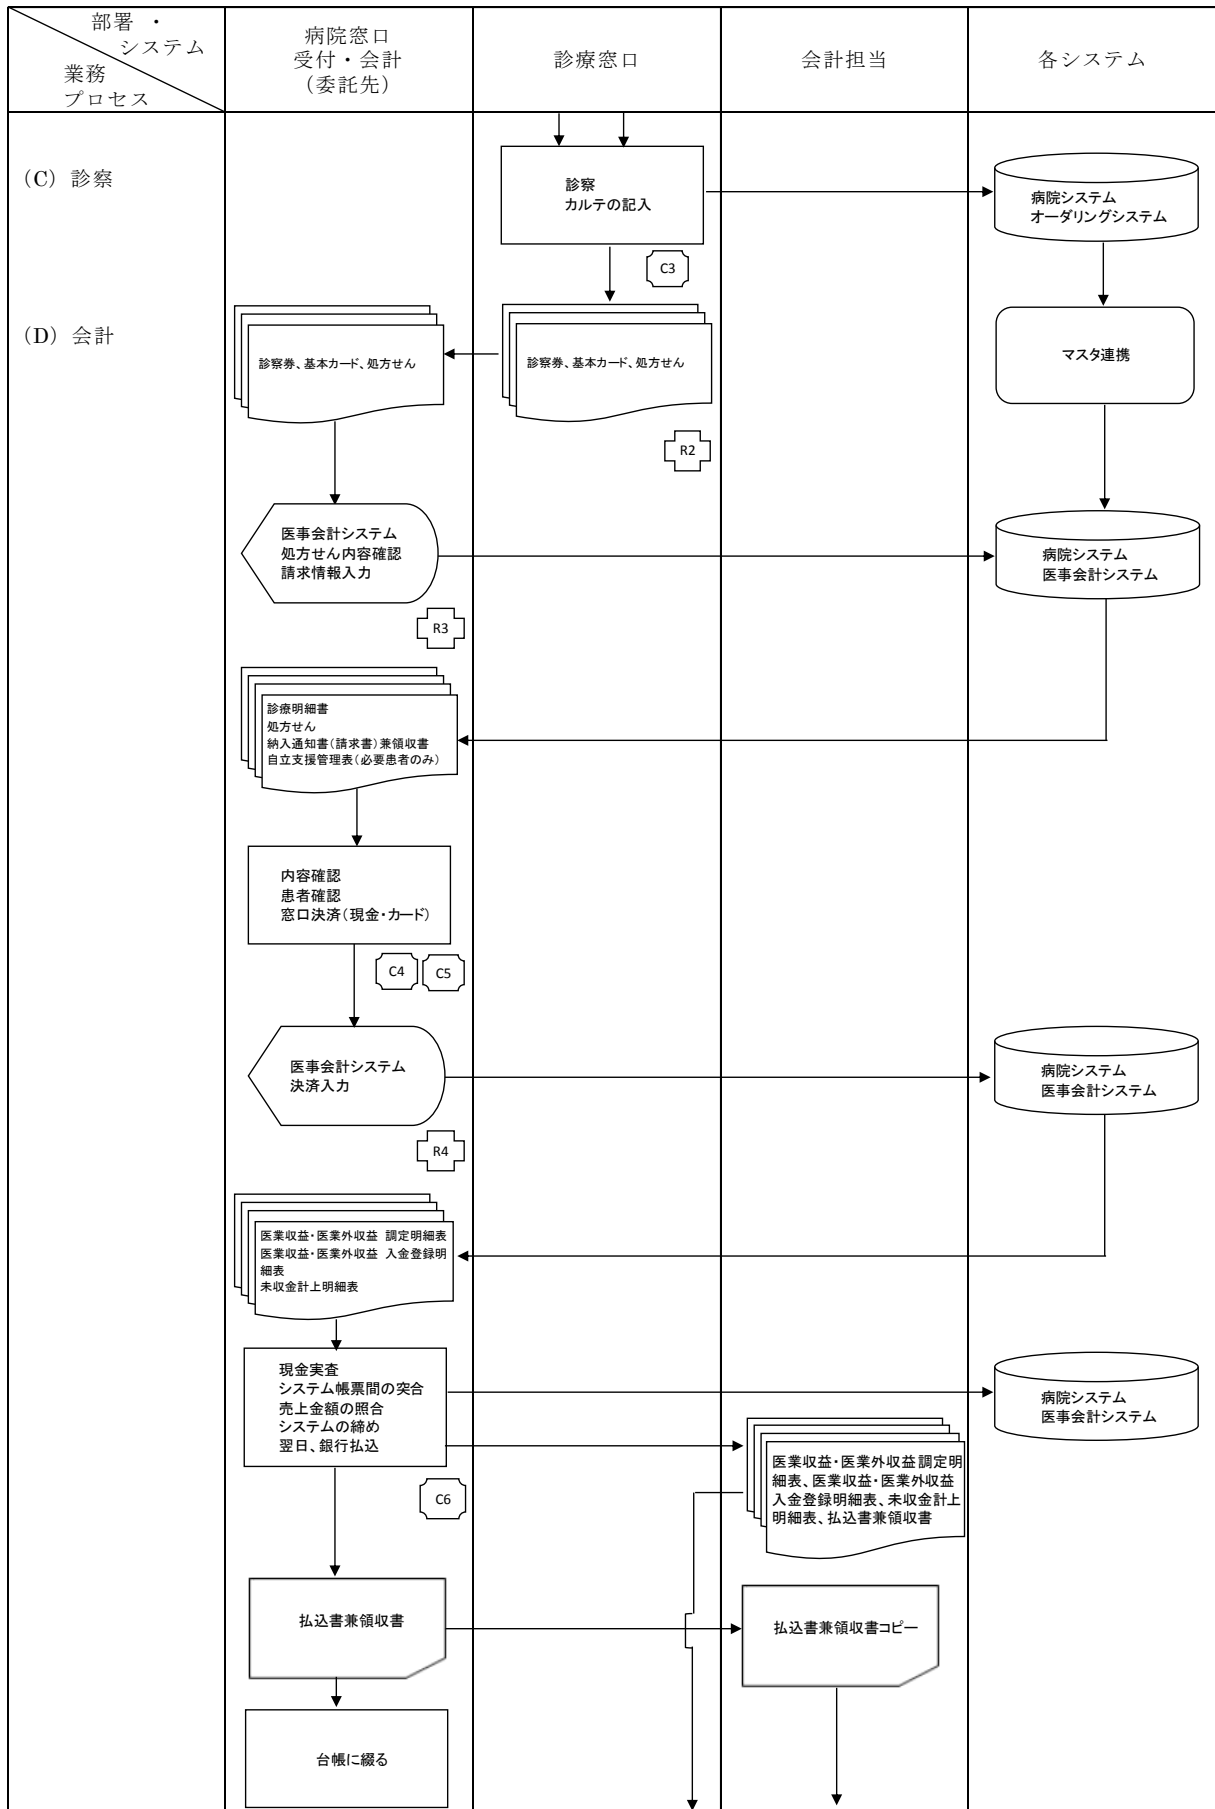 部署 ・
システム
業務
プロセス
病院窓口
受付・会計
（委託先）
診療窓口
会計担当
各システム
（C）診察
診察
カルテの記入
病院システム
オーダリングシステム
C3
（D）会計
診察券、基本カード、処方せん
診察券、基本カード、処方せん
マスタ連携
R2
医事会計システム
処方せん内容確認
請求情報入力
病院システム
医事会計システム
R3
診療明細書
処方せん
納入通知書（請求書）兼領収書
自立支援管理表（必要患者のみ）
内容確認
患者確認
窓口決済（現金・カード）
C4
C5
医事会計システム
決済入力
病院システム
医事会計システム
R4
医業収益・医業外収益 調定明細表
医業収益・医業外収益 入金登録明
細表
未収金計上明細表
現金実査
システム帳票間の突合
売上金額の照合
システムの締め
翌日、銀行払込
病院システム
医事会計システム
医業収益・医業外収益調定明
細表、医業収益・医業外収益
入金登録明細表、未収金計上
明細表、払込書兼領収書
C6
払込書兼領収書
払込書兼領収書コピー
台帳に綴る